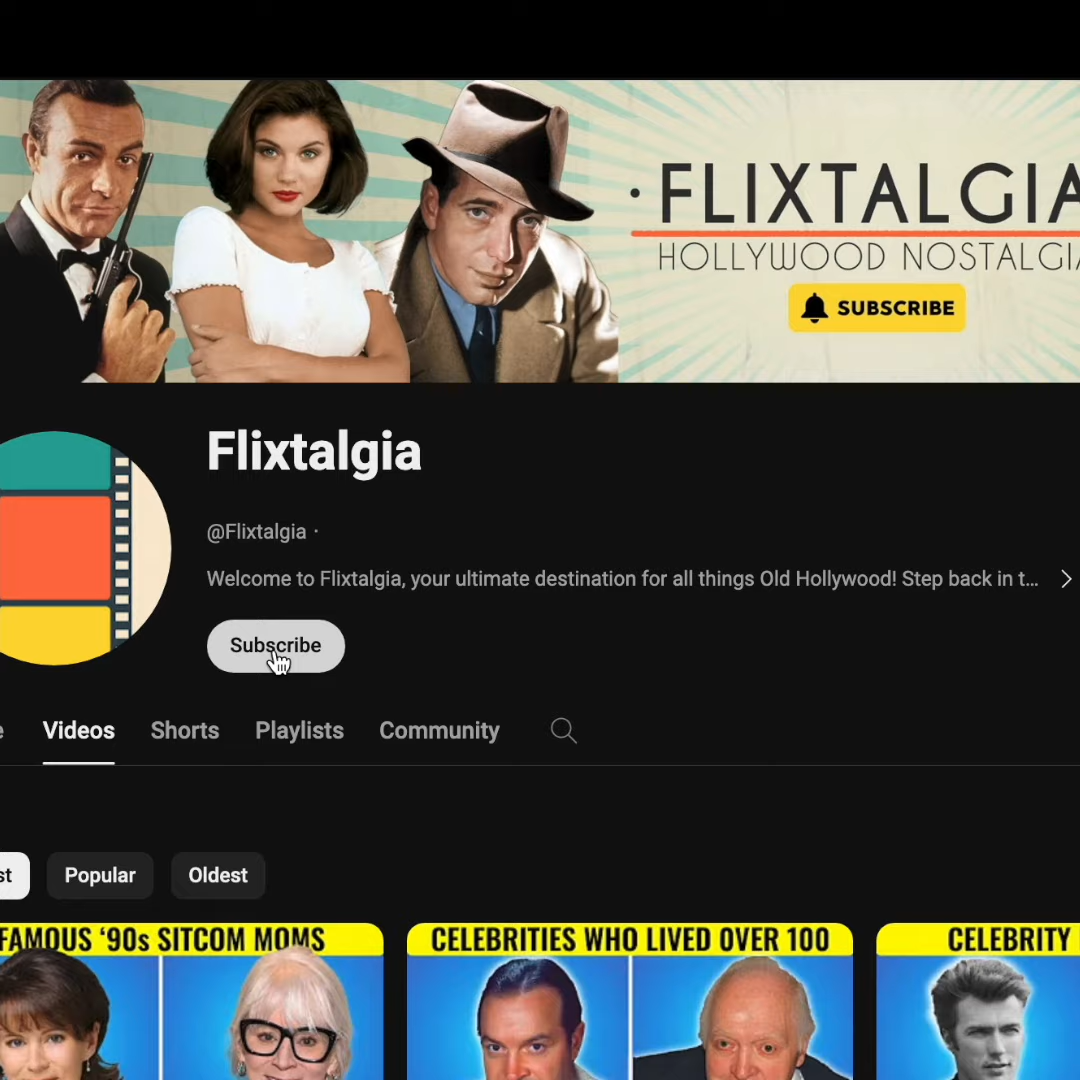 · FLIXTALGIA
HOLLYWOOD NOSTALGIA
SUBSCRIBE
Flixtalgia
@Flixtalgia ·
Welcome to Flixtalgia, your ultimate destination for all things Old Hollywood! Step back in t...
Subscribe
Videos Shorts Playlists Community
Popular Oldest
FAMOUS ‘90s SITCOM MOMS
CELEBRITIES WHO LIVED OVER 100
CELEBRITY